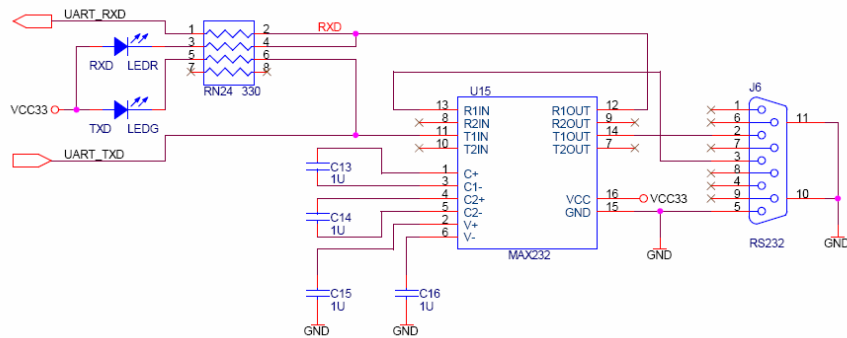 UART_RXD
1
2
RXD
3
4
5
6
7
8
RXD
LEDR
RN24
330
VCC33
TXD
LEDG
UART_TXD
U15
13
R1IN
R1OUT
12
8
R2IN
R2OUT
9
11
T1IN
T1OUT
14
10
T2IN
T2OUT
7
1
C+
3
C1-
4
C2+
5
C2-
2
V+
6
V-
VCC
16
VCC33
GND
15
MAX232
C13
1U
C14
1U
C15
1U
C16
1U
GND
GND
GND
J6
1
6
2
7
3
8
4
9
5
11
10
RS232
GND